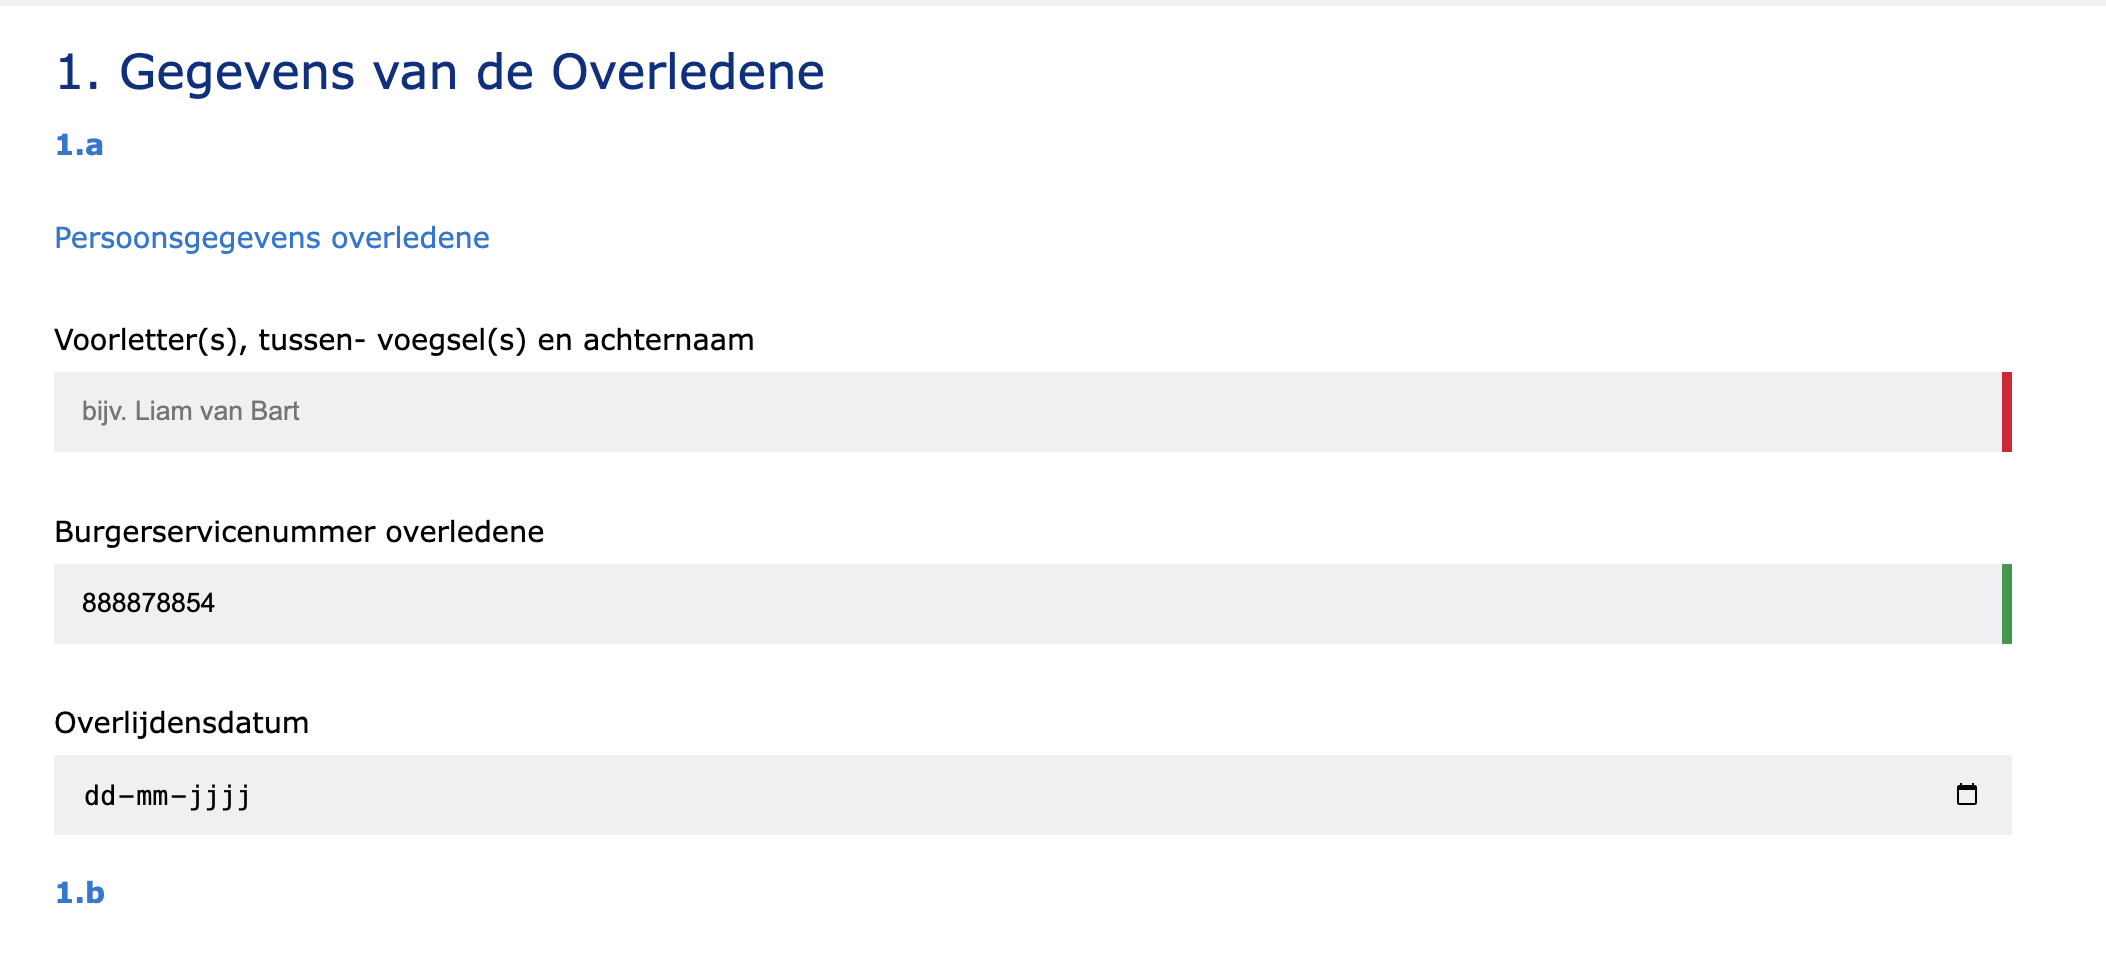 1. Gegevens van de Overledene
1.a
Persoonsgegevens overledene
Voorletter(s), tussen- voegsel(s) en achternaam
bijv. Liam van Bart
Burgerservicenummer overledene
888878854
Overlijdensdatum
dd-mm-jjjj
1.b